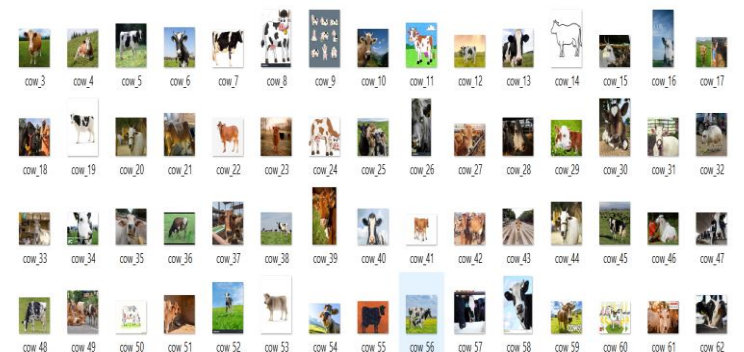 cow_3 cow_4 cow_5 cow_6 cow_7 cow_8 cow_9 cow_10 cow_11 cow_12 cow_13 cow_14 cow_15 cow_16 cow_17
cow_18 cow_19 cow_20 cow_21 cow_22 cow_23 cow_24 cow_25 cow_26 cow_27 cow_28 cow_29 cow_30 cow_31 cow_32
cow_33 cow_34 cow_35 cow_36 cow_37 cow_38 cow_39 cow_40 cow_41 cow_42 cow_43 cow_44 cow_45 cow_46 cow_47
cow_48 cow_49 cow_50 cow_51 cow_52 cow_53 cow_54 cow_55 cow_56 cow_57 cow_58 cow_59 cow_60 cow_61 cow_62